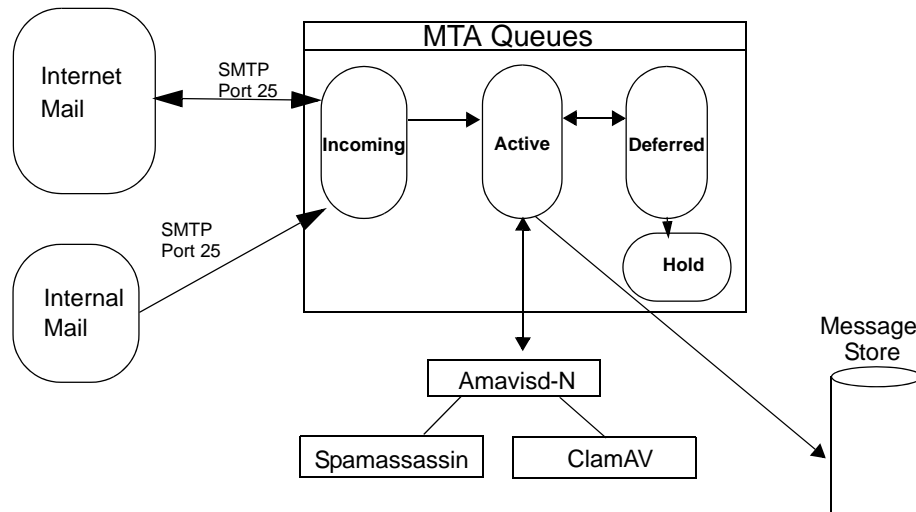 MTA Queues
Internet
Mail
SMTP
Port 25
Incoming
Active
Deferred
Hold
SMTP
Port 25
Internal
Mail
Message
Store
Amavisd-N
Spamassassin
ClamAV